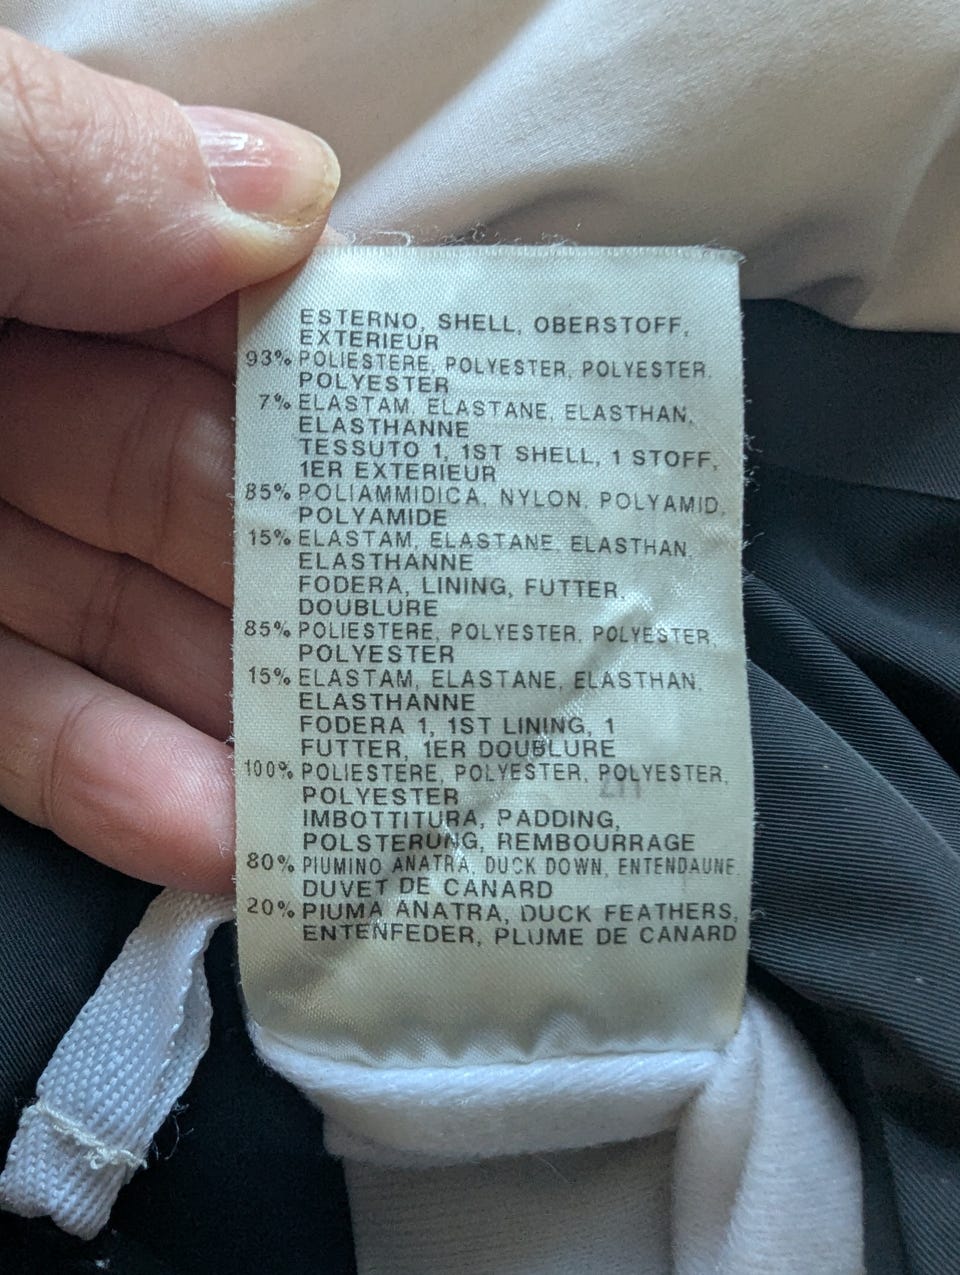 ESTERNO, SHELL, OBERSTOFF,
EXTERIEUR
93% POLIESTERE, POLYESTER, POLYESTER,
POLYESTER
7% ELASTAM, ELASTANE, ELASTHAN,
ELASTHANNE
TESSUTO 1, 1ST SHELL, 1 STOFF,
1ER EXTERIEUR
85% POLIAMMIDICA, NYLON, POLYAMID,
POLYAMIDE
15% ELASTAM, ELASTANE, ELASTHAN,
ELASTHANNE
FODERA, LINING, FUTTER,
DOUBLURE
85% POLIESTERE, POLYESTER, POLYESTER,
POLYESTER
15% ELASTAM, ELASTANE, ELASTHAN,
ELASTHANNE
FODERA 1, 1ST LINING, 1
FUTTER, 1ER DOUBLURE
100% POLIESTERE, POLYESTER, POLYESTER,
POLYESTER
IMBOTTITURA, PADDING,
POLSTERUNG, REMBOURRAGE
80% PIUMINO ANATRA, DUCK DOWN, ENTENDAUNE,
DUVET DE CANARD
20% PIUMA ANATRA, DUCK FEATHERS,
ENTENFEDER, PLUME DE CANARD